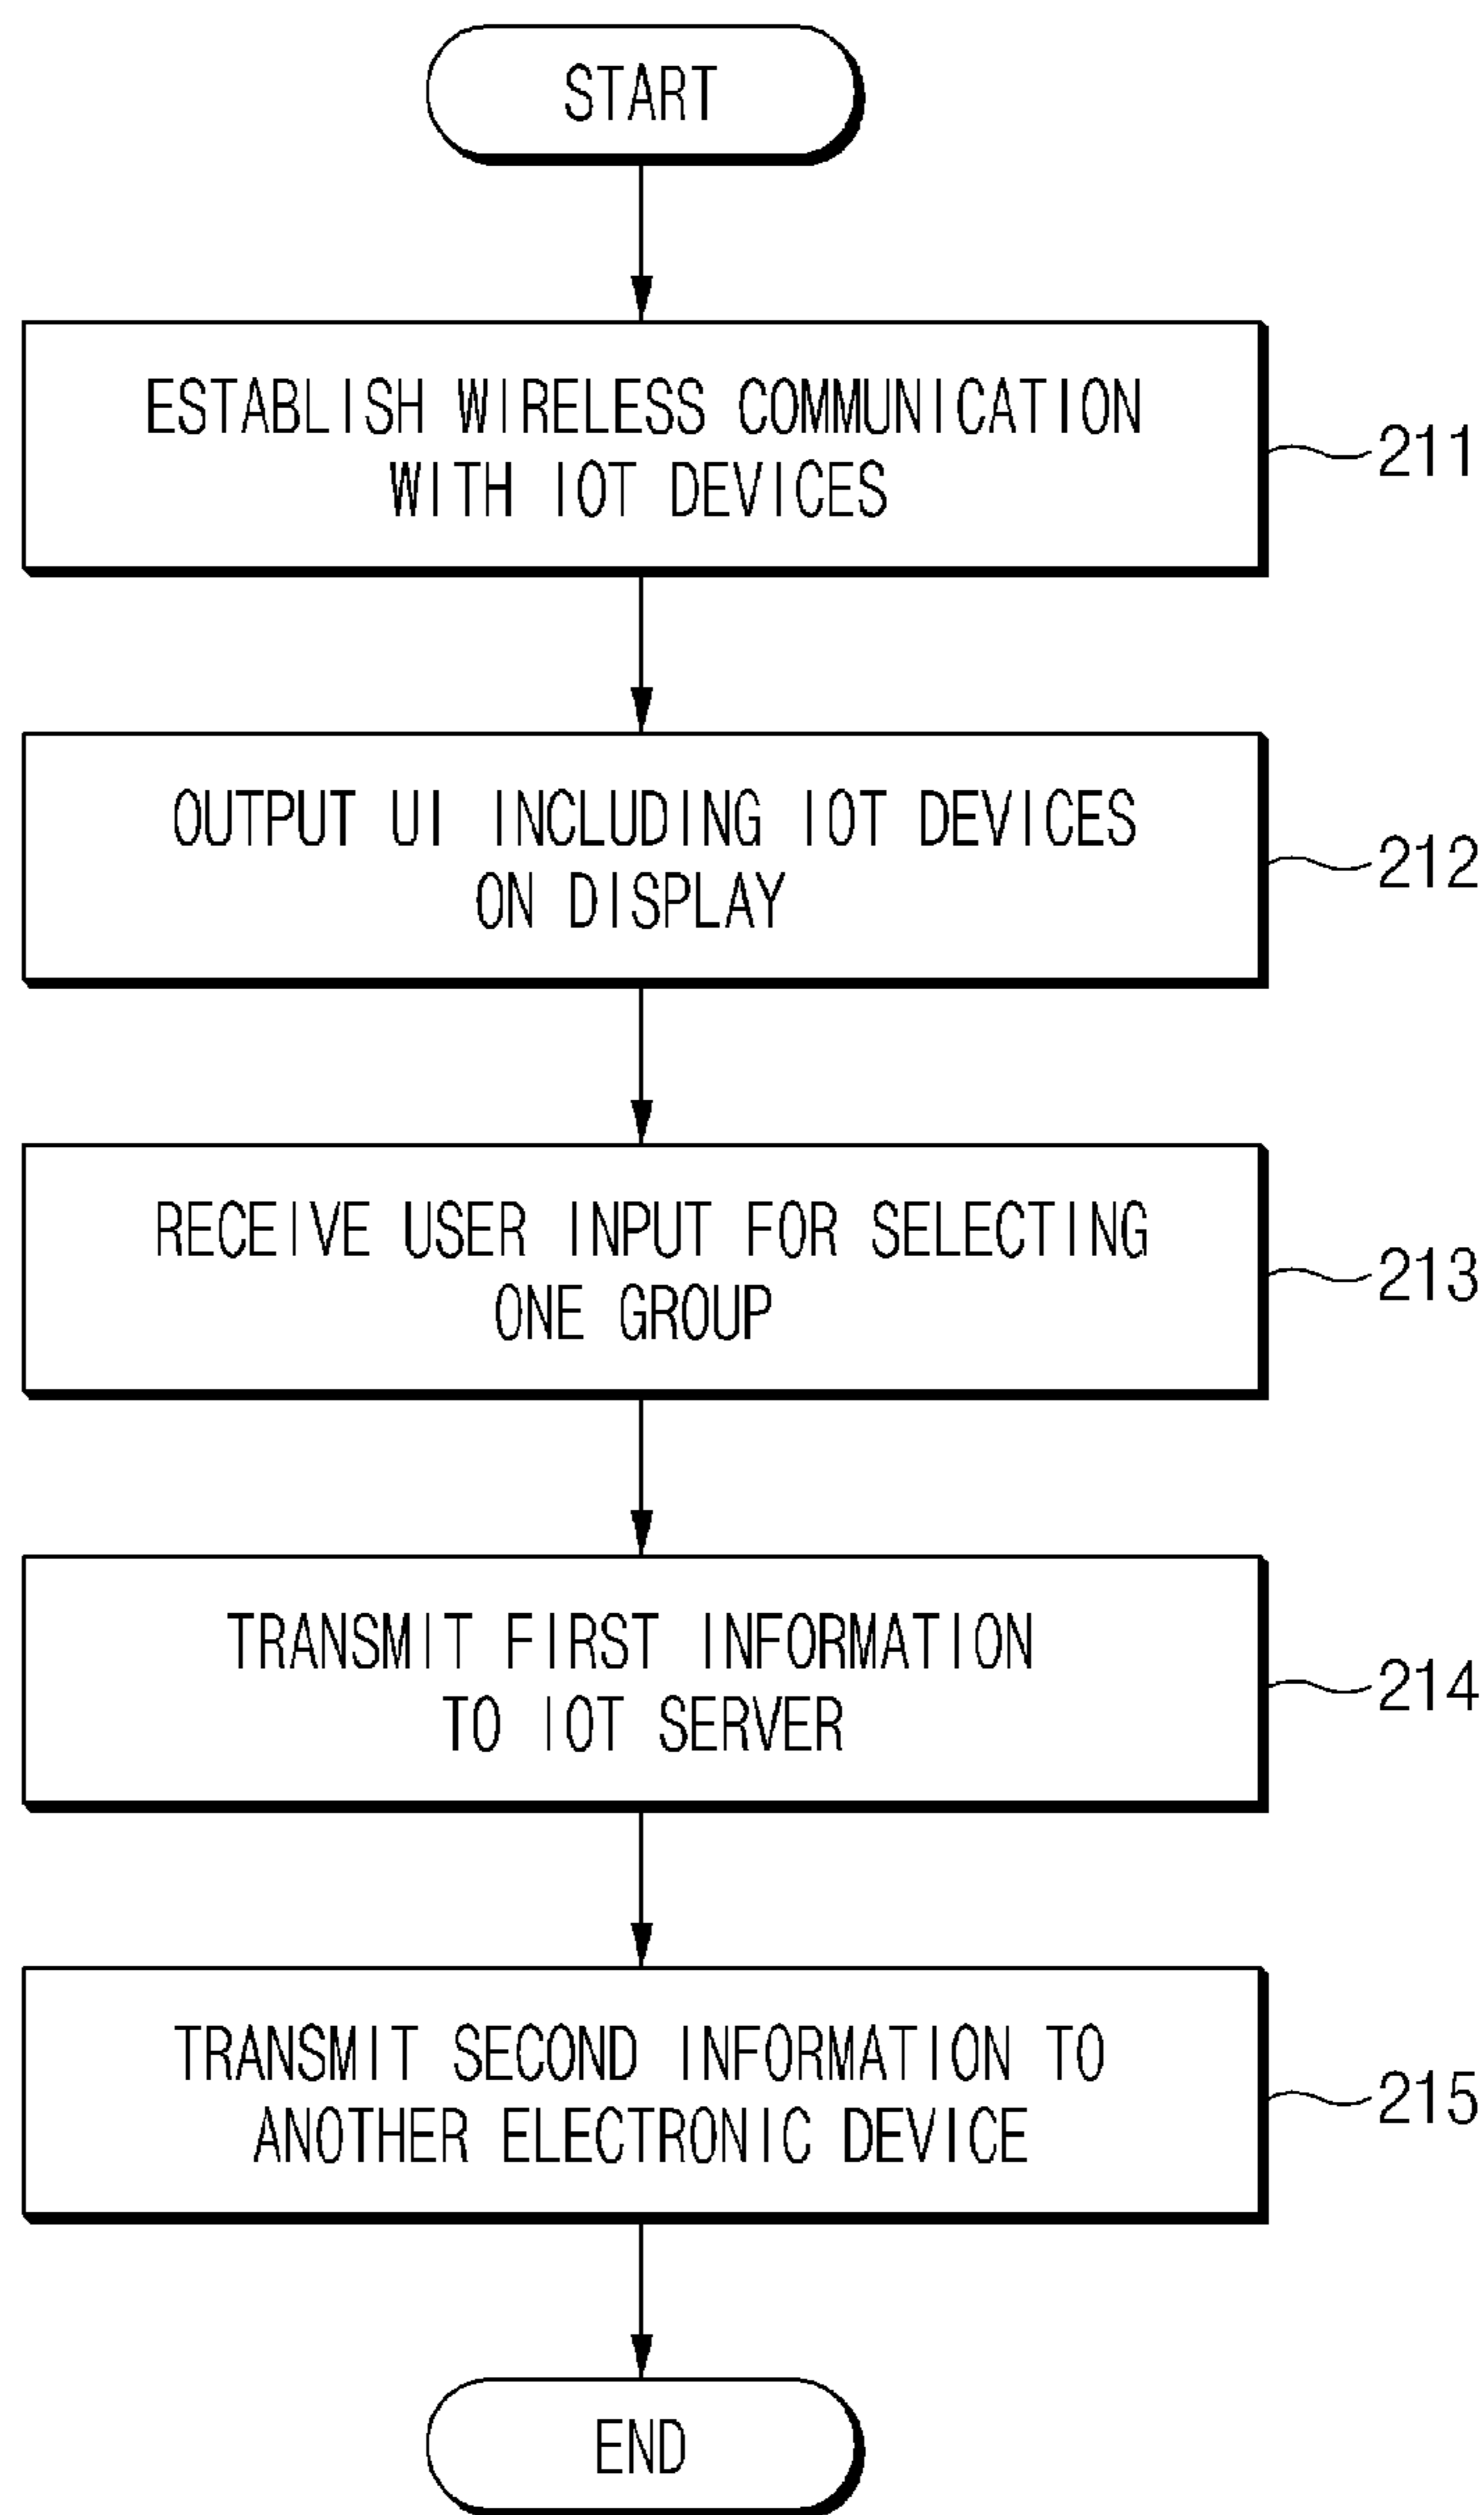 START
ESTABLISH WIRELESS COMMUNICATION
WITH IOT DEVICES
211
OUTPUT UI INCLUDING IOT DEVICES
ON DISPLAY
212
RECEIVE USER INPUT FOR SELECTING
ONE GROUP
213
TRANSMIT FIRST INFORMATION
TO IOT SERVER
214
TRANSMIT SECOND INFORMATION TO
ANOTHER ELECTRONIC DEVICE
215
END